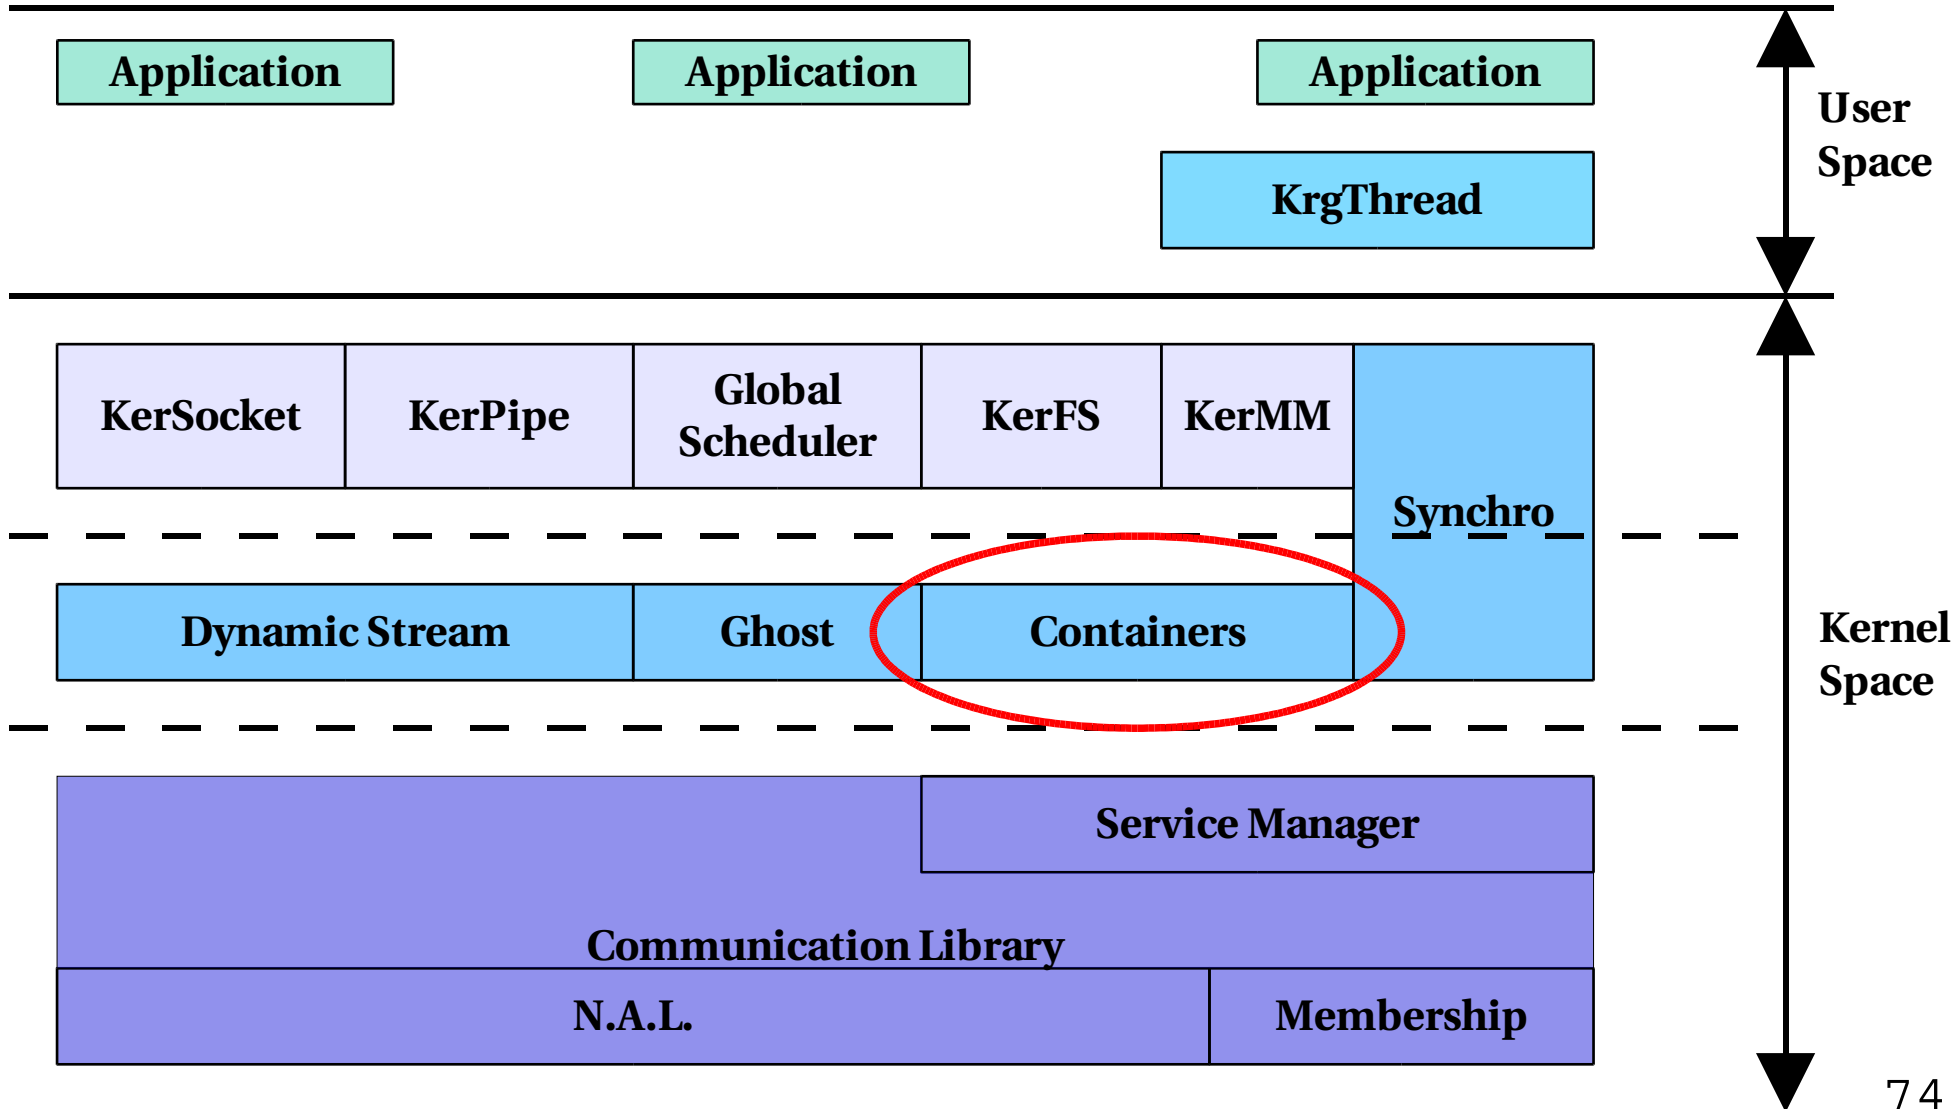 Application
Application
Application
User
Space
KrgThread
KerSocket
KerPipe
Global
Scheduler
KerFS
KerMM
Synchro
Dynamic Stream
Ghost
Containers
Kernel
Space
Service Manager
Communication Library
N.A.L.
Membership
74